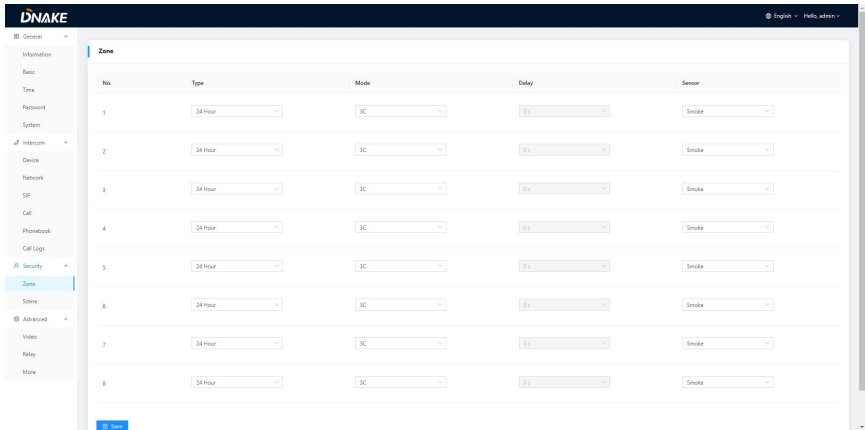 DNAKE
English Hello, admin
General
Information
Basic
Time
Password
System
Intercom
Device
Network
SIP
Call
Phonebook
Call Logs
Security
Zone
Scene
Advanced
Video
Relay
More
Zone
No. Type Mode Delay Sensor
1 24 Hour 3C 0 s Smoke
2 24 Hour 3C 0 s Smoke
3 24 Hour 3C 0 s Smoke
4 24 Hour 3C 0 s Smoke
5 24 Hour 3C 0 s Smoke
6 24 Hour 3C 0 s Smoke
7 24 Hour 3C 0 s Smoke
8 24 Hour 3C 0 s Smoke
Save